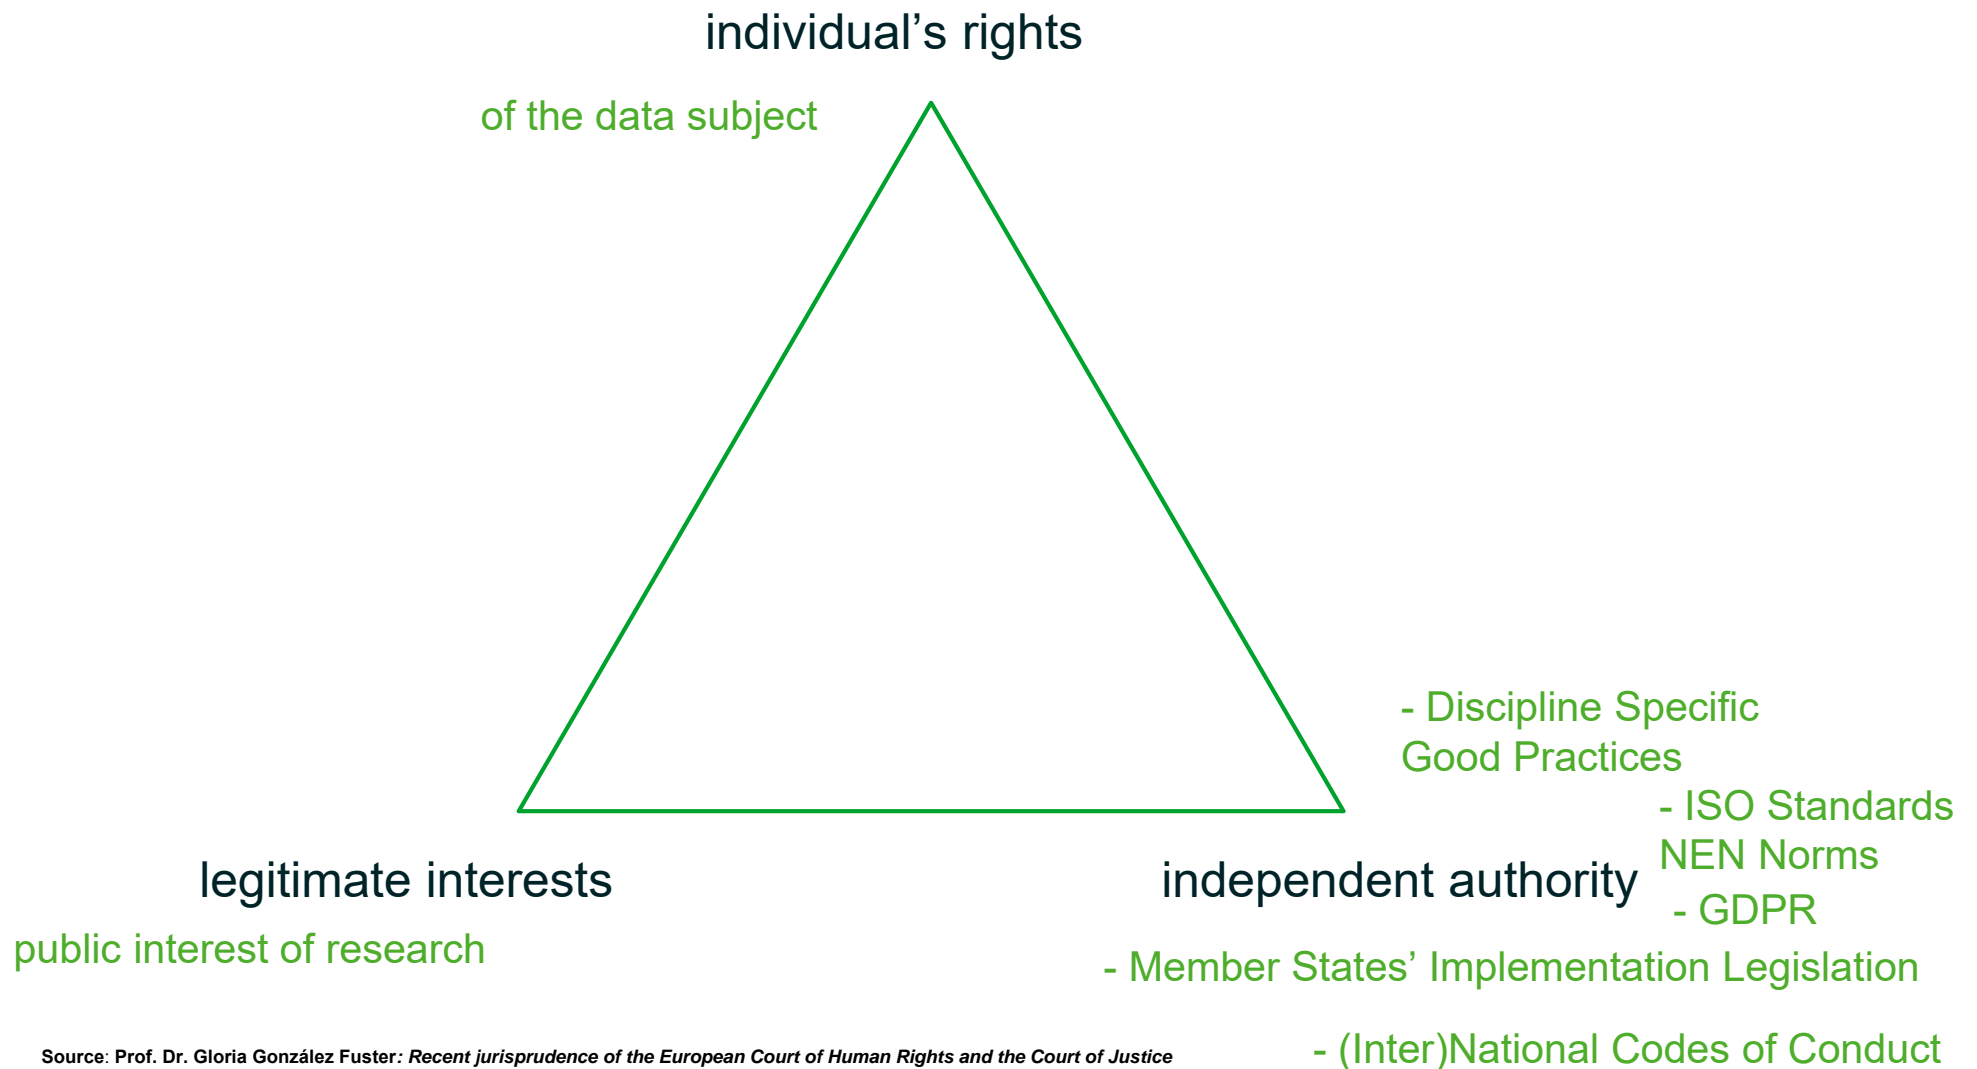 individual’s rights
of the data subject
- Discipline Specific
Good Practices
- ISO Standards
NEN Norms
legitimate interests
independent authority
- GDPR
public interest of research
- Member States’ Implementation Legislation
- (Inter)National Codes of Conduct
Source: Prof. Dr. Gloria González Fuster: Recent jurisprudence of the European Court of Human Rights and the Court of Justice